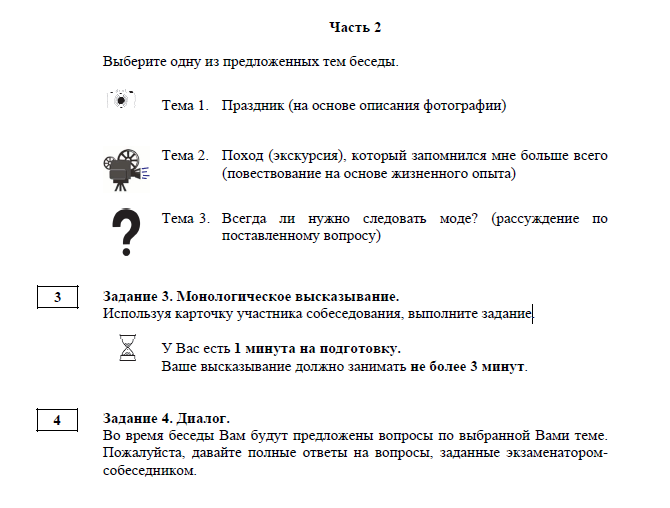 Часть 2
Выберите одну из предложенных тем беседы.
Тема 1. Праздник (на основе описания фотографии)
Тема 2. Поход (экскурсия), который запомнился мне больше всего
(повествование на основе жизненного опыта)
Тема 3. Всегда ли нужно следовать моде? (рассуждение по
поставленному вопросу)
3
Задание 3. Монологическое высказывание.
Используя карточку участника собеседования, выполните задание.
У Вас есть 1 минута на подготовку.
Ваше высказывание должно занимать не более 3 минут.
4
Задание 4. Диалог.
Во время беседы Вам будут предложены вопросы по выбранной Вами теме.
Пожалуйста, давайте полные ответы на вопросы, заданные экзаменатором-
собеседником.